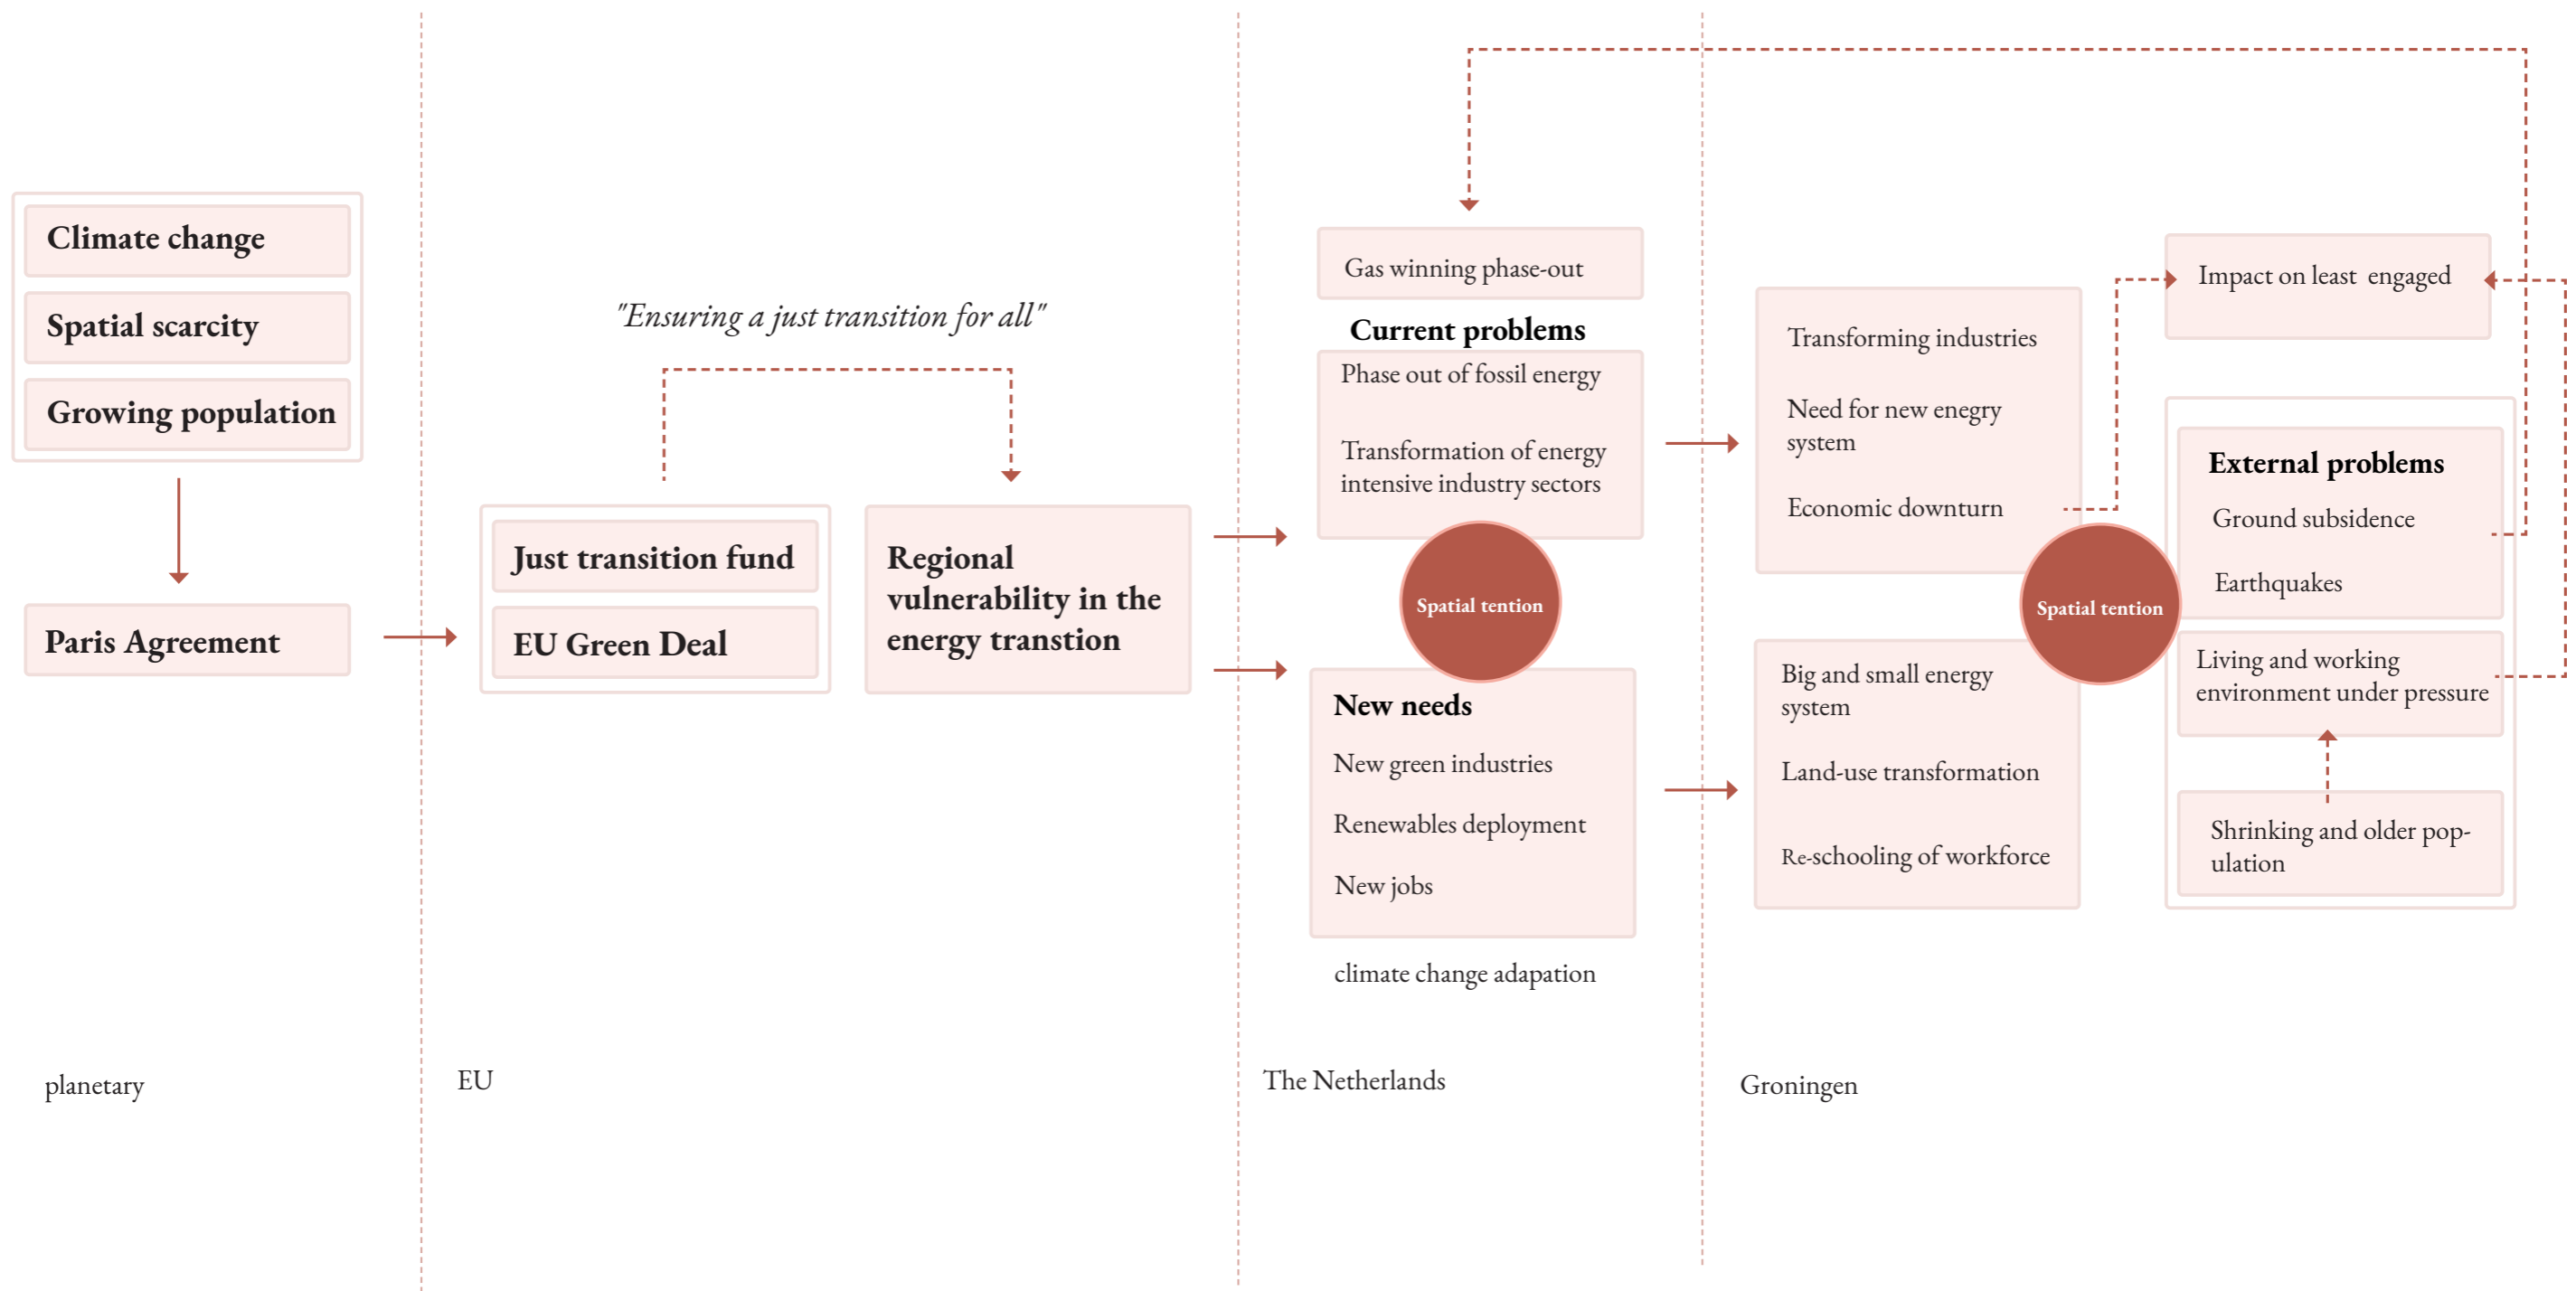 Climate change
Spatial scarcity
Growing population
Paris Agreement
planetary
"Ensuring a just transition for all"
Just transition fund
EU Green Deal
Regional
vulnerability in the
energy transtion
EU
Gas winning phase-out
Current problems
Phase out of fossil energy
Transformation of energy
intensive industry sectors
Spatial tention
New needs
New green industries
Renewables deployment
New jobs
climate change adapation
The Netherlands
Transforming industries
Need for new enegry
system
Economic downturn
Spatial tention
Big and small energy
system
Land-use transformation
Re-schooling of workforce
Impact on least engaged
External problems
Ground subsidence
Earthquakes
Living and working
environment under pressure
Shrinking and older pop-
ulation
Groningen